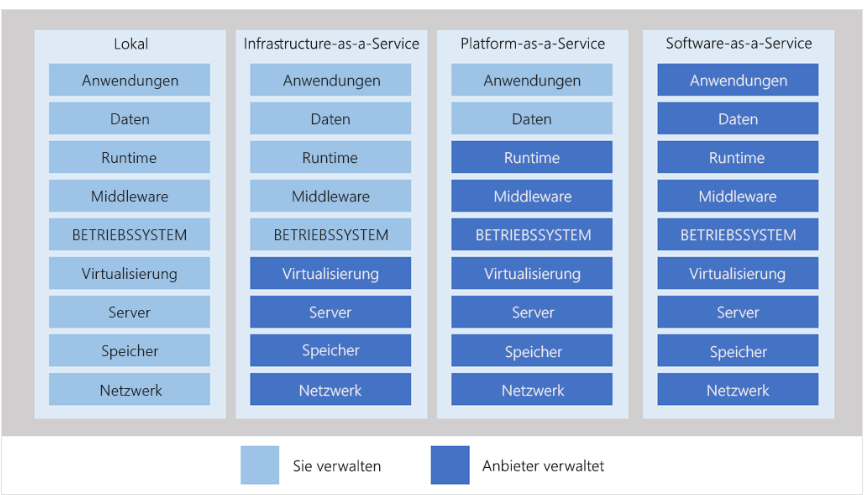 Lokal
Anwendungen
Daten
Runtime
Middleware
BETRIEBSSYSTEM
Virtualisierung
Server
Speicher
Netzwerk
Infrastructure-as-a-Service
Anwendungen
Daten
Runtime
Middleware
BETRIEBSSYSTEM
Virtualisierung
Server
Speicher
Netzwerk
Platform-as-a-Service
Anwendungen
Daten
Runtime
Middleware
BETRIEBSSYSTEM
Virtualisierung
Server
Speicher
Netzwerk
Software-as-a-Service
Anwendungen
Daten
Runtime
Middleware
BETRIEBSSYSTEM
Virtualisierung
Server
Speicher
Netzwerk
Sie verwalten
Anbieter verwaltet